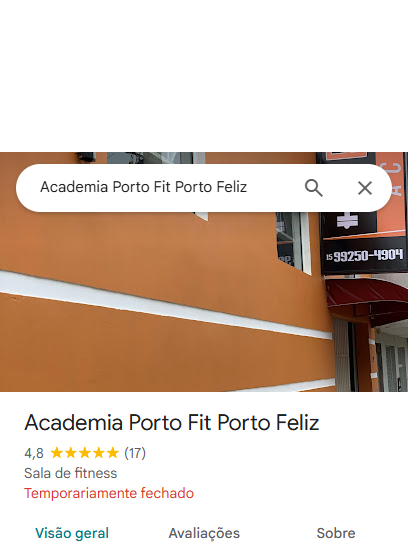 Academia Porto Fit Porto Feliz
AC
15 99250-4904
Academia Porto Fit Porto Feliz
4,8 (17)
Sala de fitness
Temporariamente fechado
Visão geral
Avaliações
Sobre